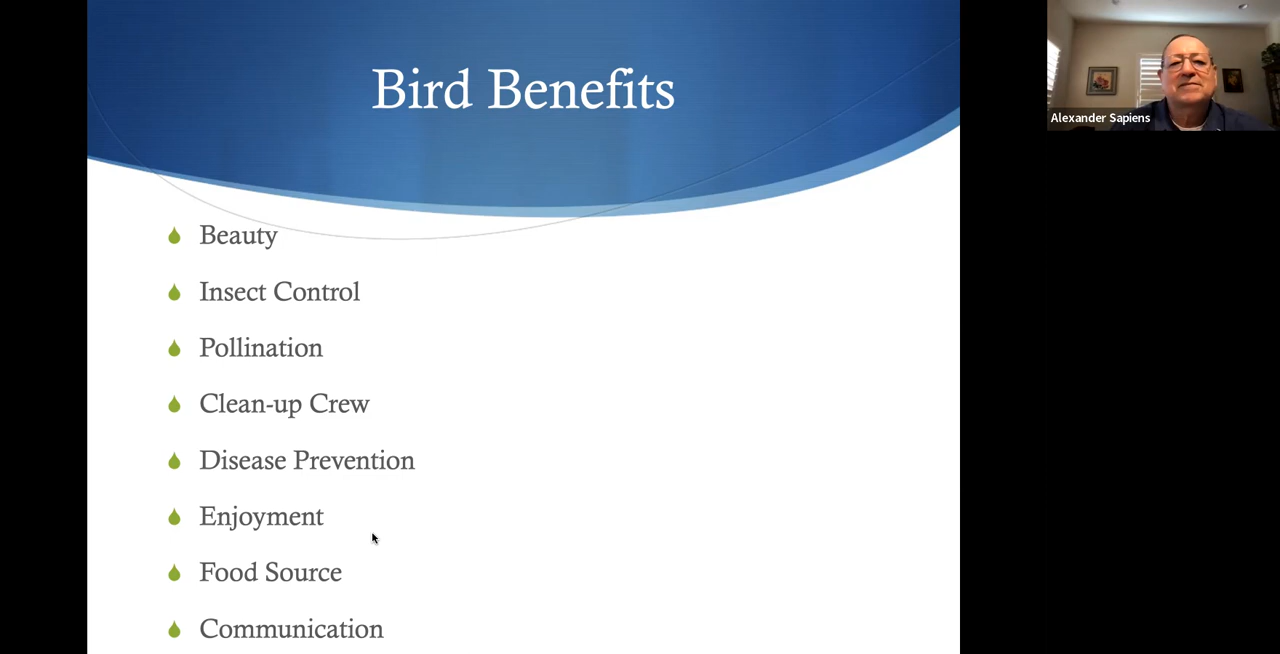 Bird Benefits
Alexander Sapiens
Beauty
Insect Control
Pollination
Clean-up Crew
Disease Prevention
Enjoyment
Food Source
Communication